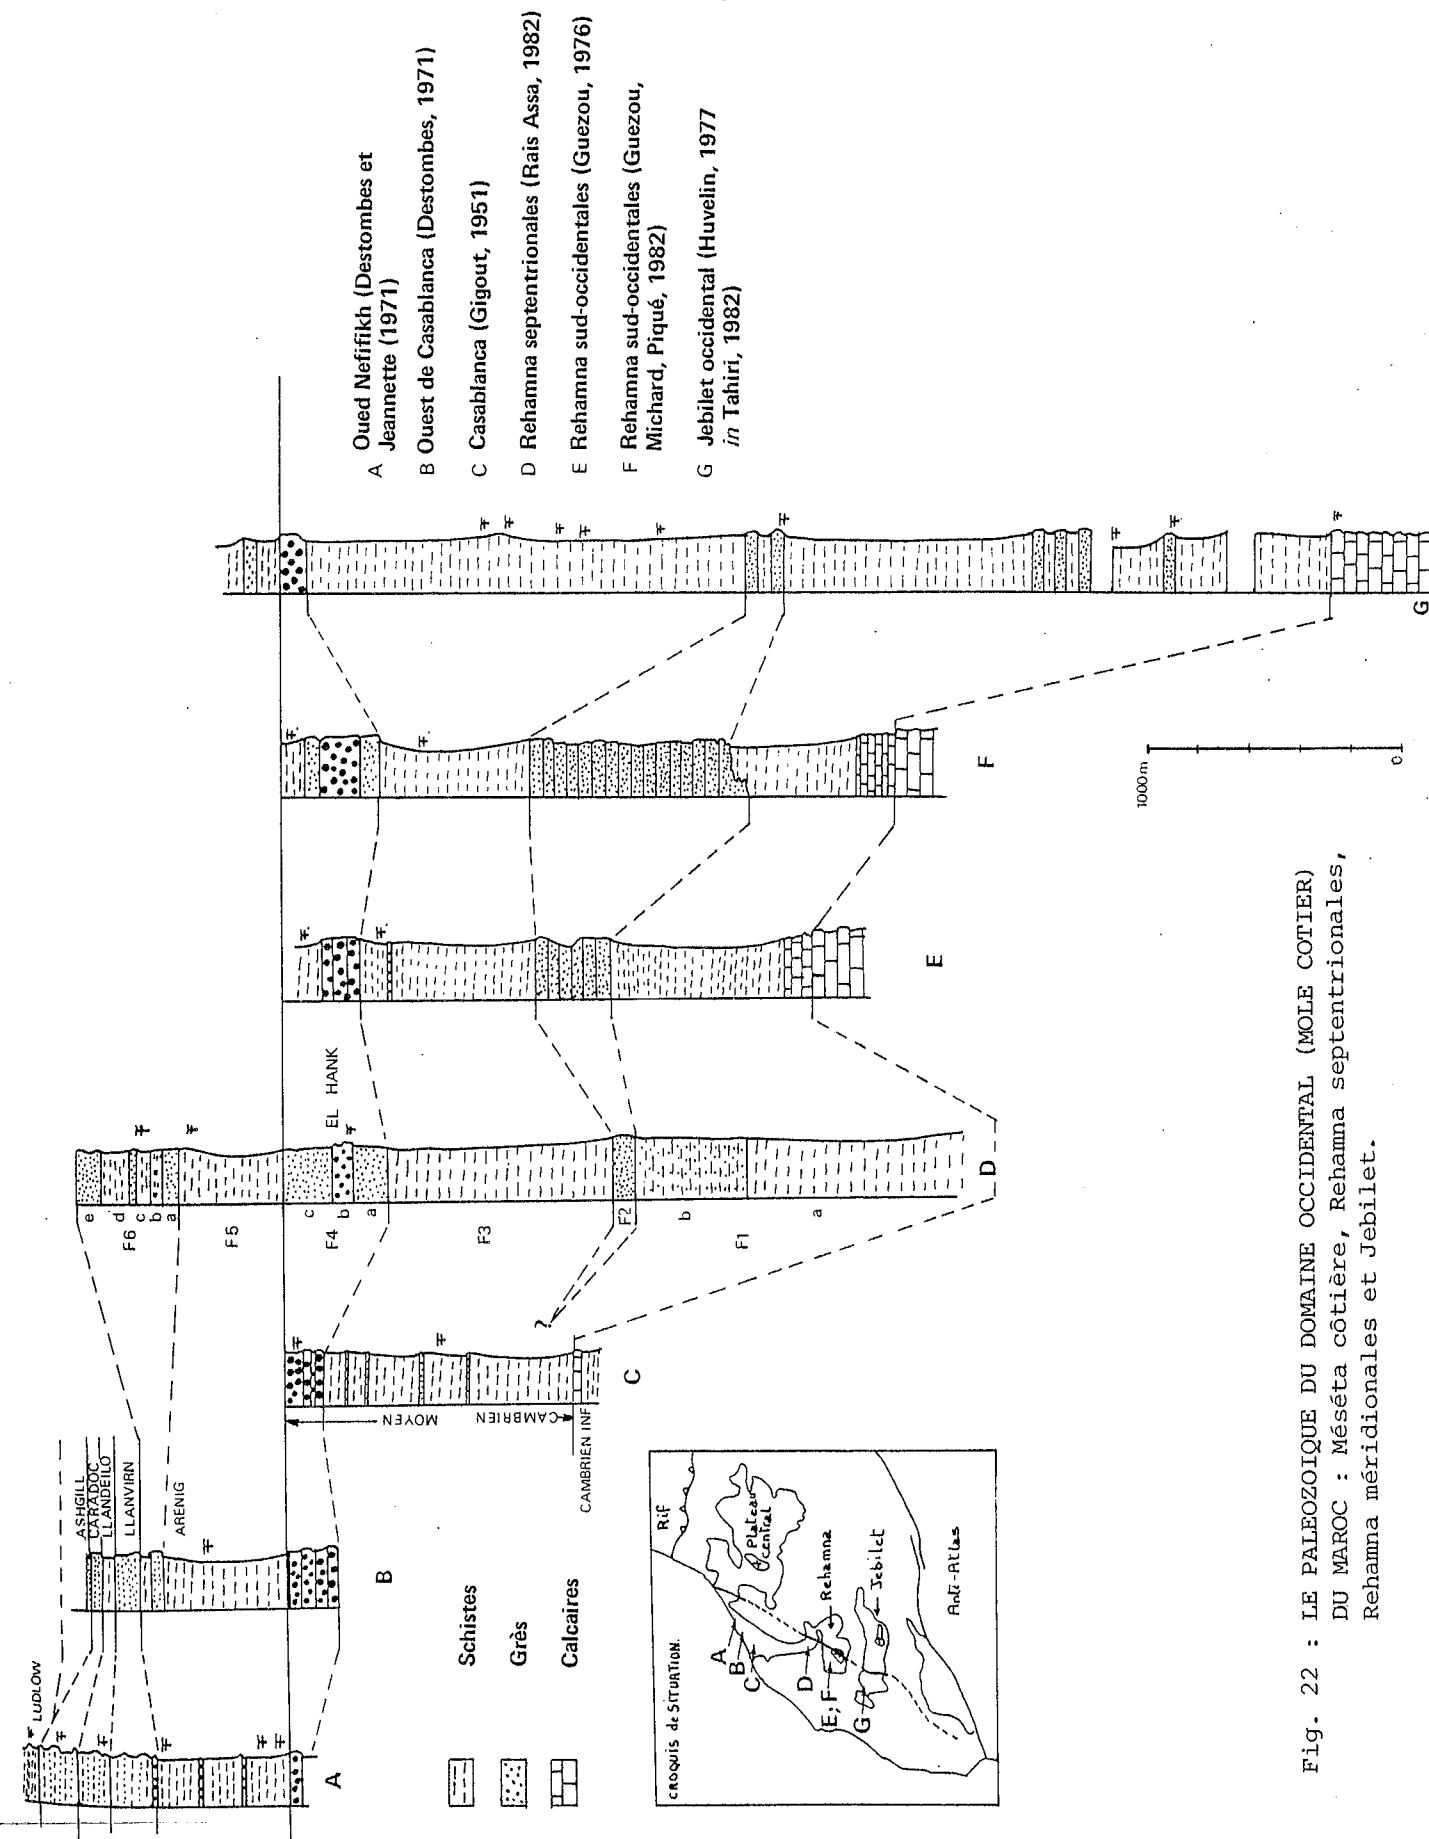 LUDLOW
ASHGILL
CARADOC
LLANDEILO
LLANVIRN
ARENIG
A
B
CAMBRIEN MOYEN
CAMBRIEN INF
C
?
e
d
c
b
a
F6
F5
c
b
a
F4
F3
F2
b
a
F1
EL HANK
D
E
F
G
A Oued Nefifikh (Destombes et
Jeannette (1971)
B Ouest de Casablanca (Destombes, 1971)
C Casablanca (Gigout, 1951)
D Rehamna septentrionales (Rais Assa, 1982)
E Rehamna sud-occidentales (Guezou, 1976)
F Rehamna sud-occidentales (Guezou,
Michard, Piqué, 1982)
G Jebilet occidental (Huvelin, 1977
in Tahiri, 1982)
Schistes
Grès
Calcaires
CROQUIS de SITUATION.
Rif
Plateau
central
A
B
C
D
E; F
G
Rehamna
Jebilet
Anti-Atlas
1000m
0
Fig. 22 : LE PALEOZOIQUE DU DOMAINE OCCIDENTAL (MOLE COTIER)
DU MAROC : Méséta côtière, Rehamna septentrionales,
Rehamna méridionales et Jebilet.